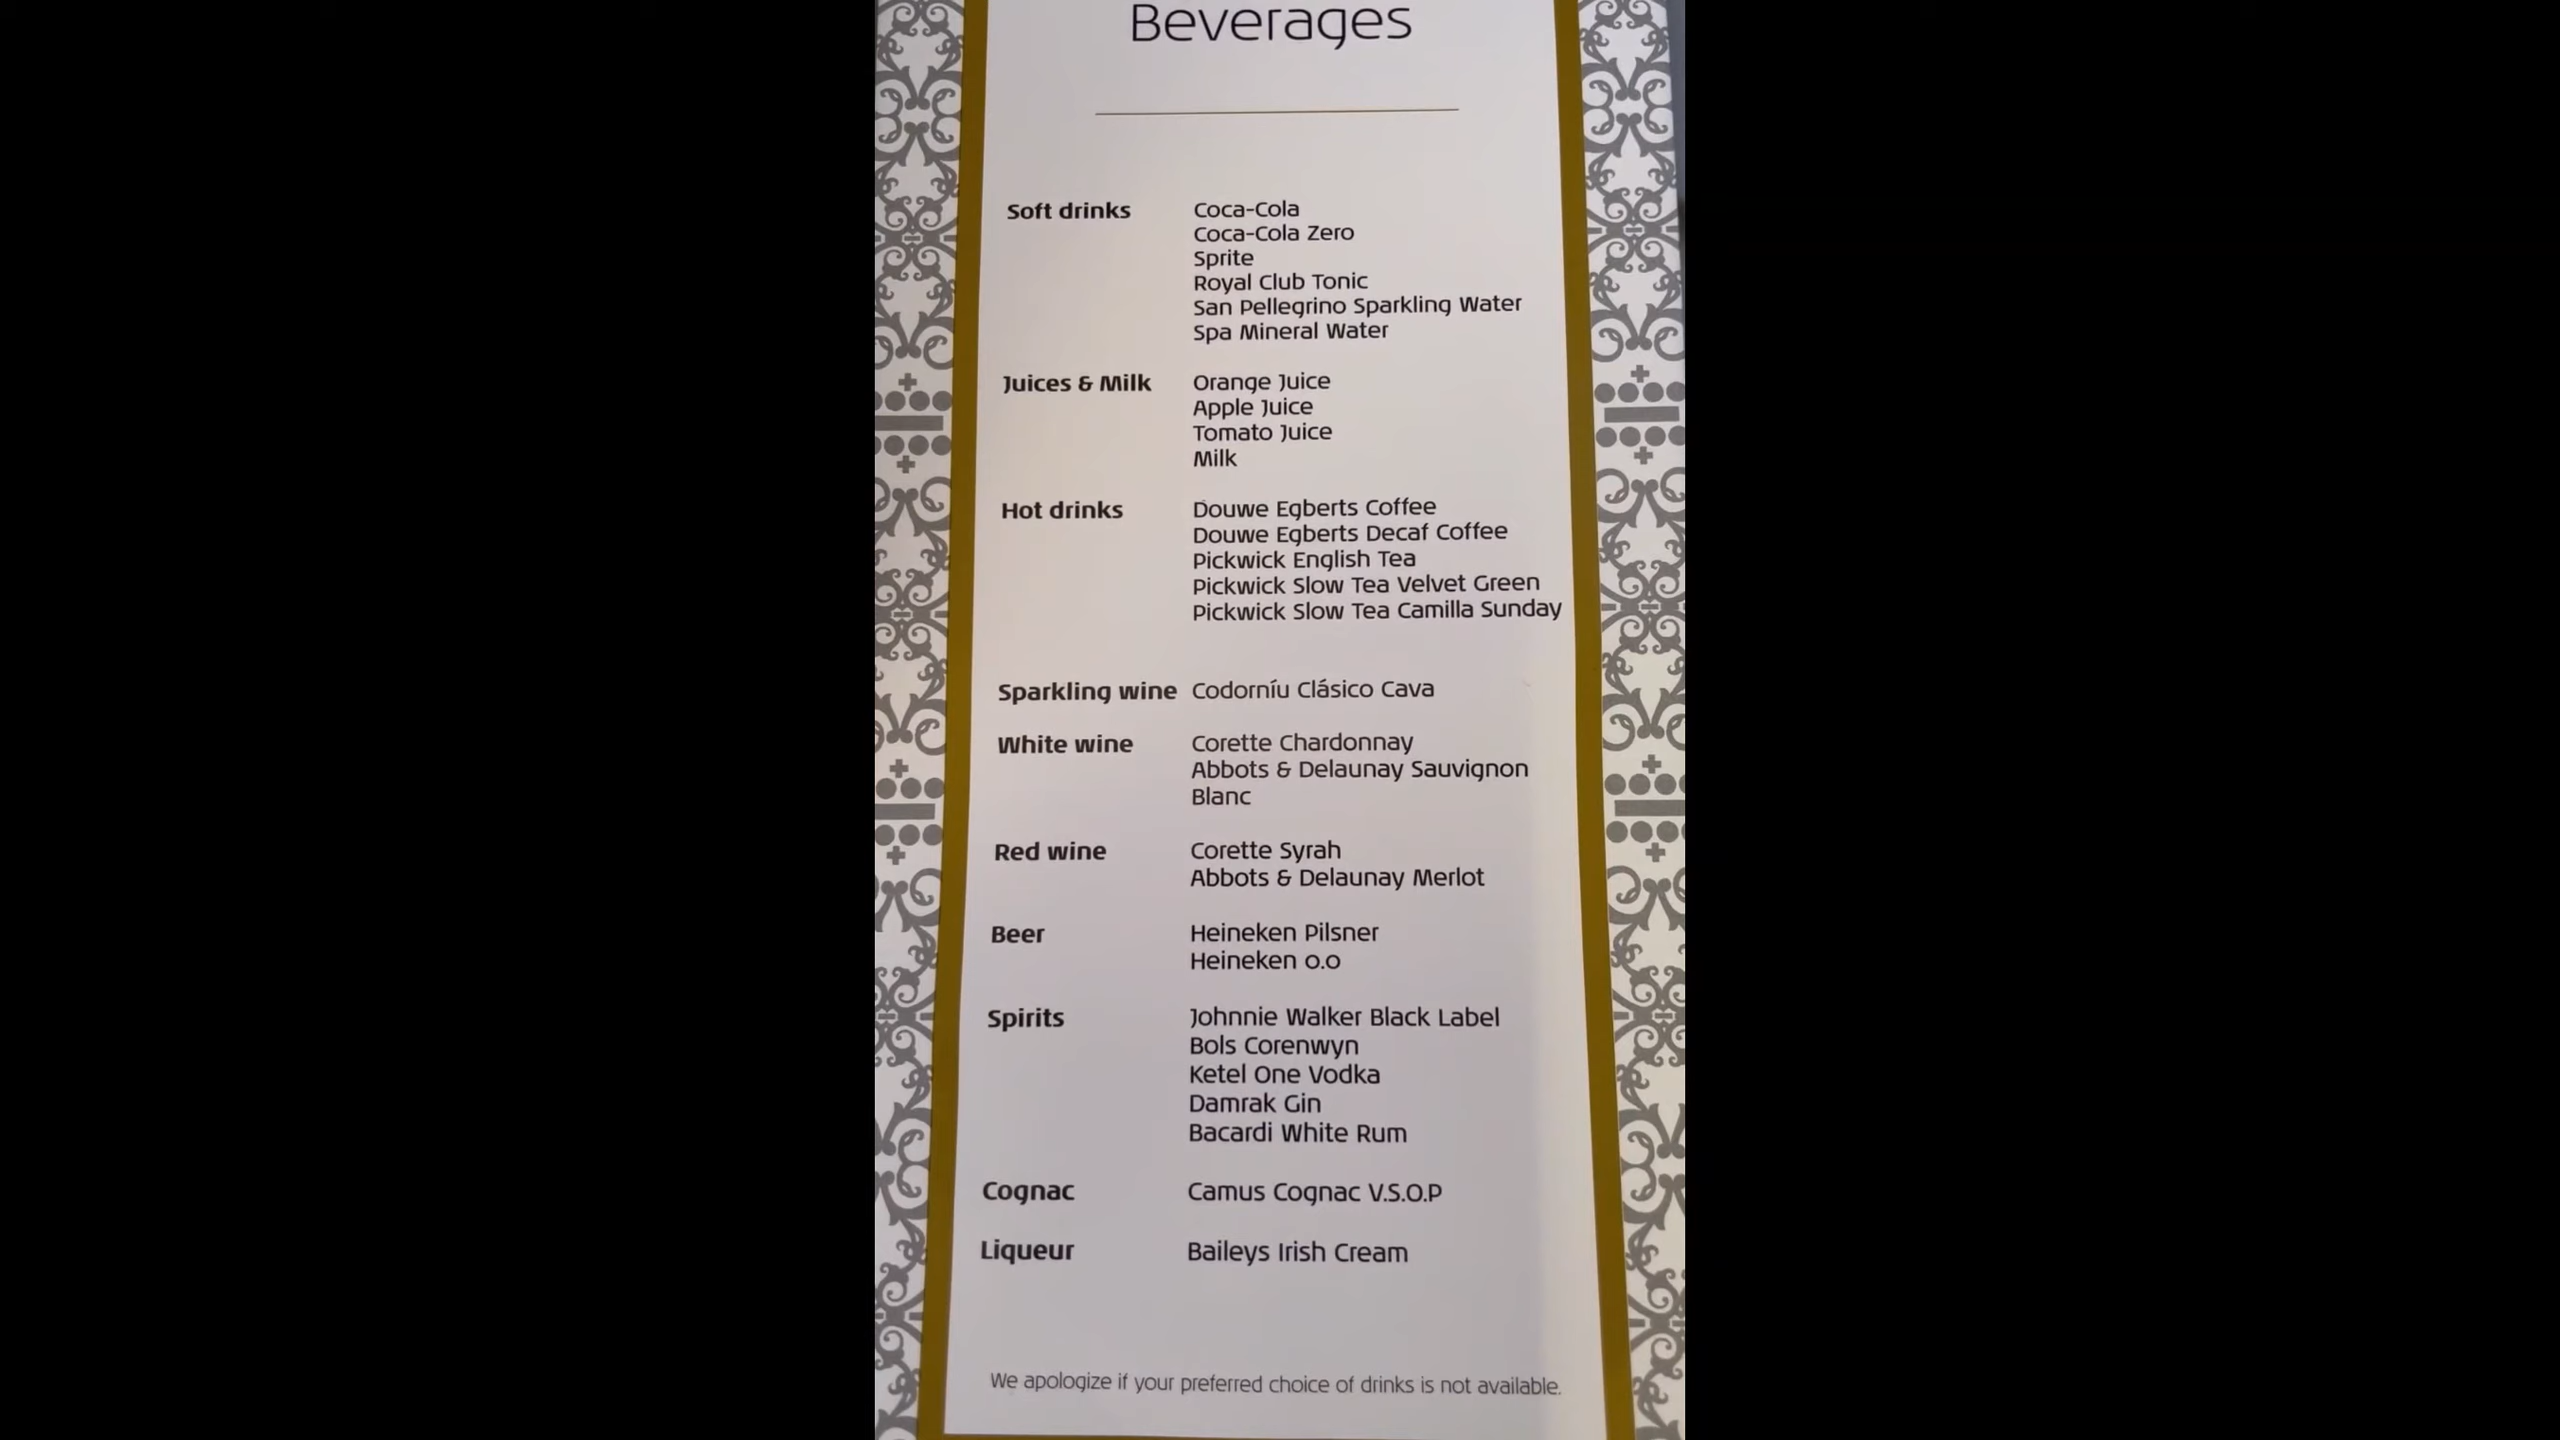 Beverages
Soft drinks Coca-Cola
Coca-Cola Zero
Sprite
Royal Club Tonic
San Pellegrino Sparkling Water
Spa Mineral Water
Juices & Milk Orange Juice
Apple Juice
Tomato Juice
Milk
Hot drinks Douwe Egberts Coffee
Douwe Egberts Decaf Coffee
Pickwick English Tea
Pickwick Slow Tea Velvet Green
Pickwick Slow Tea Camilla Sunday
Sparkling wine Codorníu Clásico Cava
White wine Corette Chardonnay
Abbots & Delaunay Sauvignon
Blanc
Red wine Corette Syrah
Abbots & Delaunay Merlot
Beer Heineken Pilsner
Heineken 0.0
Spirits Johnnie Walker Black Label
Bols Corenwyn
Ketel One Vodka
Damrak Gin
Bacardi White Rum
Cognac Camus Cognac V.S.O.P
Liqueur Baileys Irish Cream
We apologize if your preferred choice of drinks is not available.